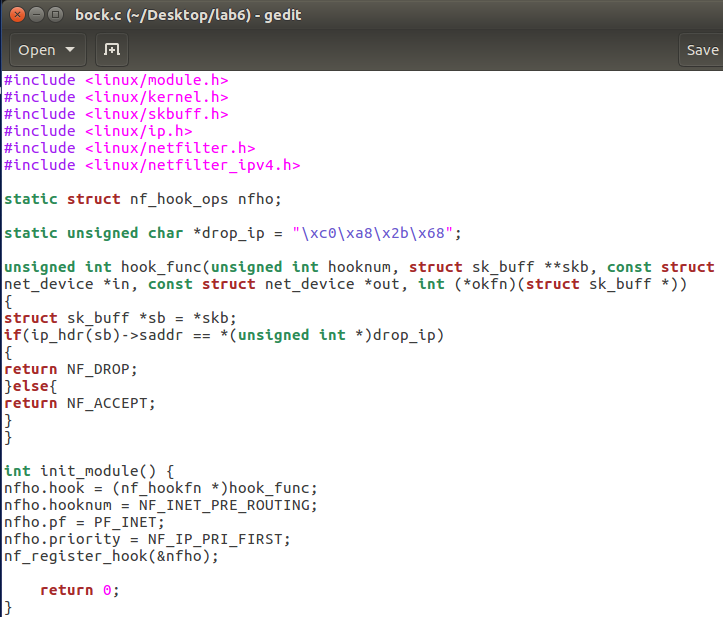 bock.c (~/Desktop/lab6) - gedit
Open
Save
#include <linux/module.h>
#include <linux/kernel.h>
#include <linux/skbuff.h>
#include <linux/ip.h>
#include <linux/netfilter.h>
#include <linux/netfilter_ipv4.h>
static struct nf_hook_ops nfho;
static unsigned char *drop_ip = "\xc0\xa8\x2b\x68";
unsigned int hook_func(unsigned int hooknum, struct sk_buff **skb, const struct
net_device *in, const struct net_device *out, int (*okfn)(struct sk_buff *))
{
struct sk_buff *sb = *skb;
if(ip_hdr(sb)->saddr == *(unsigned int *)drop_ip)
{
return NF_DROP;
}else{
return NF_ACCEPT;
}
}
int init_module() {
nfho.hook = (nf_hookfn *)hook_func;
nfho.hooknum = NF_INET_PRE_ROUTING;
nfho.pf = PF_INET;
nfho.priority = NF_IP_PRI_FIRST;
nf_register_hook(&nfho);
    return 0;
}